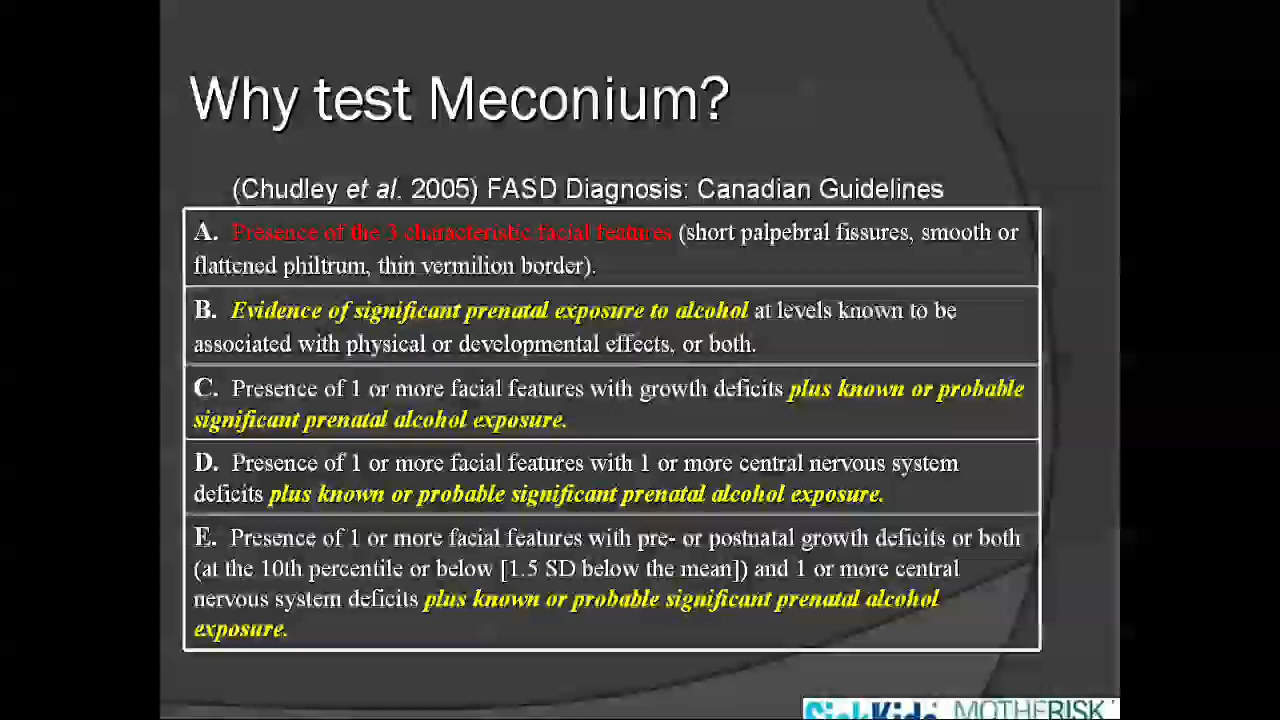 Why test Meconium?
(Chudley et al. 2005) FASD Diagnosis: Canadian Guidelines
A. Presence of the 3 characteristic facial features (short palpebral fissures, smooth or
flattened philtrum, thin vermilion border).
B. Evidence of significant prenatal exposure to alcohol at levels known to be
associated with physical or developmental effects, or both.
C. Presence of 1 or more facial features with growth deficits plus known or probable
significant prenatal alcohol exposure.
D. Presence of 1 or more facial features with 1 or more central nervous system
deficits plus known or probable significant prenatal alcohol exposure.
E. Presence of 1 or more facial features with pre- or postnatal growth deficits or both
(at the 10th percentile or below [1.5 SD below the mean]) and 1 or more central
nervous system deficits plus known or probable significant prenatal alcohol
exposure.
SickKids MOTHERISK